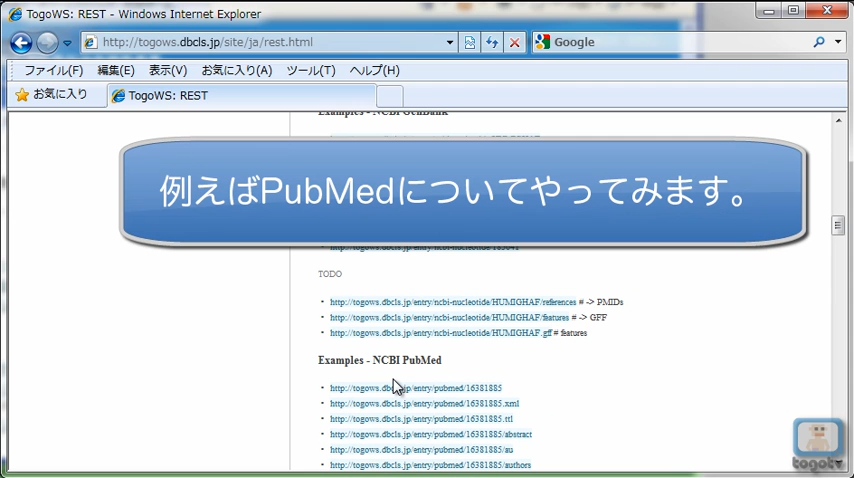 TogoWS: REST - Windows Internet Explorer
http://togows.dbcls.jp/site/ja/rest.html
Google
ファイル(F) 編集(E) 表示(V) お気に入り(A) ツール(T) ヘルプ(H)
お気に入り
TogoWS: REST
Examples - NCBI GenBank
例えばPubMedについてやってみます。
TODO
http://togows.dbcls.jp/entry/ncbi-nucleotide/HUMIGHAF/references # -> PMIDs
http://togows.dbcls.jp/entry/ncbi-nucleotide/HUMIGHAF/features # -> GFF
http://togows.dbcls.jp/entry/ncbi-nucleotide/HUMIGHAF.gff # features
Examples - NCBI PubMed
http://togows.dbcls.jp/entry/pubmed/16381885
http://togows.dbcls.jp/entry/pubmed/16381885.xml
http://togows.dbcls.jp/entry/pubmed/16381885.ttl
http://togows.dbcls.jp/entry/pubmed/16381885/abstract
http://togows.dbcls.jp/entry/pubmed/16381885/au
http://togows.dbcls.jp/entry/pubmed/16381885/authors
togotv